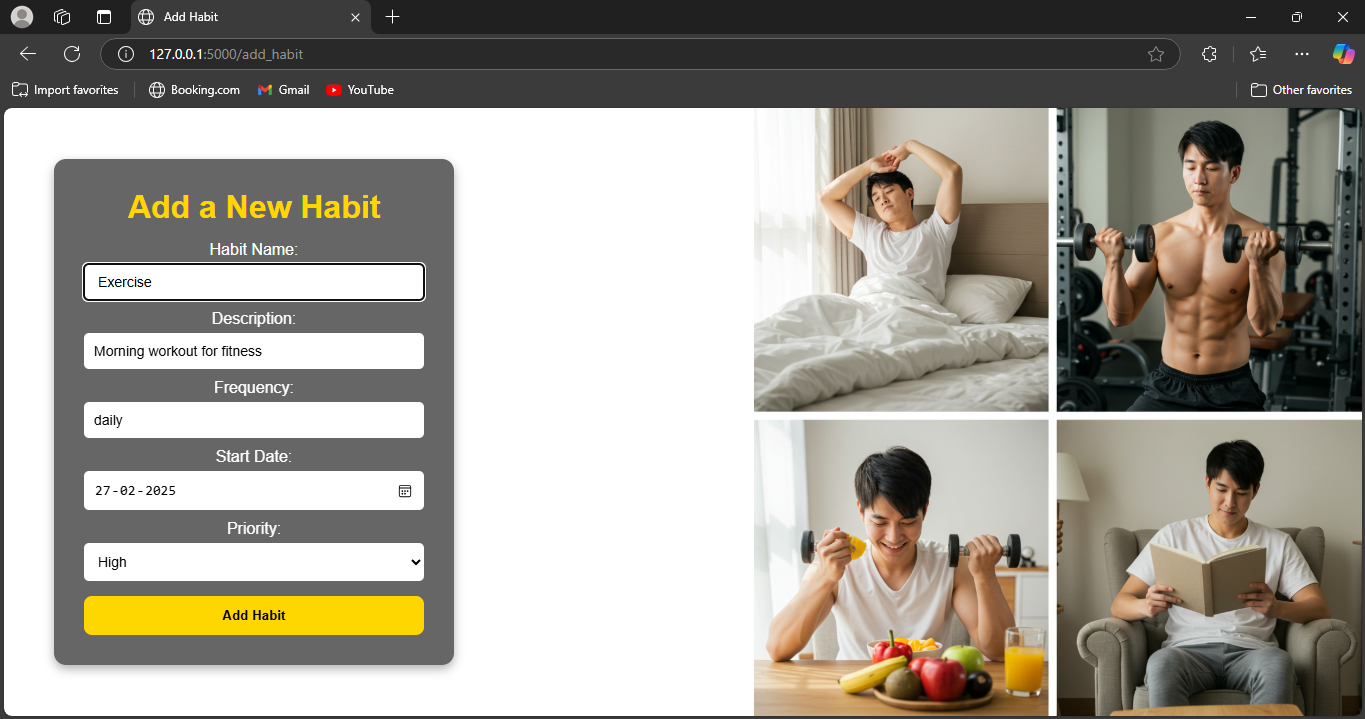 Add Habit
127.0.0.1:5000/add_habit
Import favorites
Booking.com
Gmail
YouTube
Other favorites
Add a New Habit
Habit Name:
Exercise
Description:
Morning workout for fitness
Frequency:
daily
Start Date:
27-02-2025
Priority:
High
Add Habit